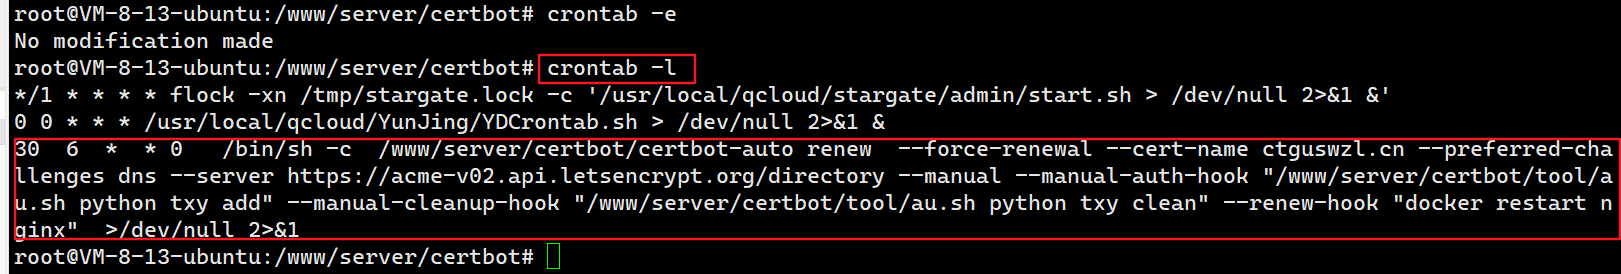 root@VM-8-13-ubuntu:/www/server/certbot# crontab -e
No modification made
root@VM-8-13-ubuntu:/www/server/certbot# crontab -l
*/1 * * * * flock -xn /tmp/stargate.lock -c '/usr/local/qcloud/stargate/admin/start.sh > /dev/null 2>&1 &'
0 0 * * * /usr/local/qcloud/YunJing/YDCrontab.sh > /dev/null 2>&1 &
30  6  *  * 0   /bin/sh -c  /www/server/certbot/certbot-auto renew  --force-renewal --cert-name ctguswzl.cn --preferred-cha
llenges dns --server https://acme-v02.api.letsencrypt.org/directory --manual --manual-auth-hook "/www/server/certbot/tool/a
u.sh python txy add" --manual-cleanup-hook "/www/server/certbot/tool/au.sh python txy clean" --renew-hook "docker restart n
ginx"  >/dev/null 2>&1
root@VM-8-13-ubuntu:/www/server/certbot#